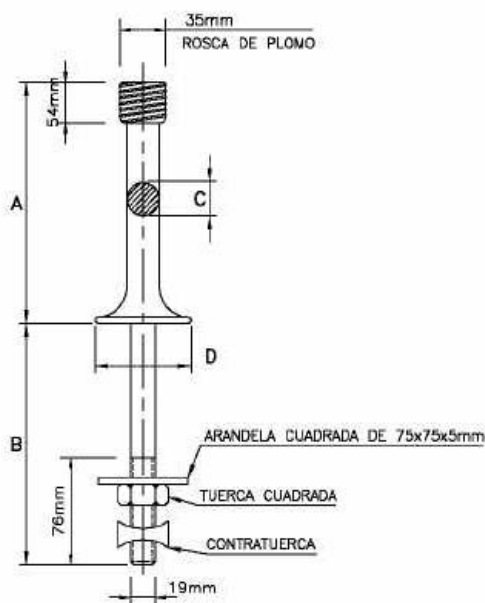 35mm
ROSCA DE PLOMO
54mm
A
C
D
B
ARANDELA CUADRADA DE 75x75x5mm
76mm
TUERCA CUADRADA
CONTRATUERCA
19mm